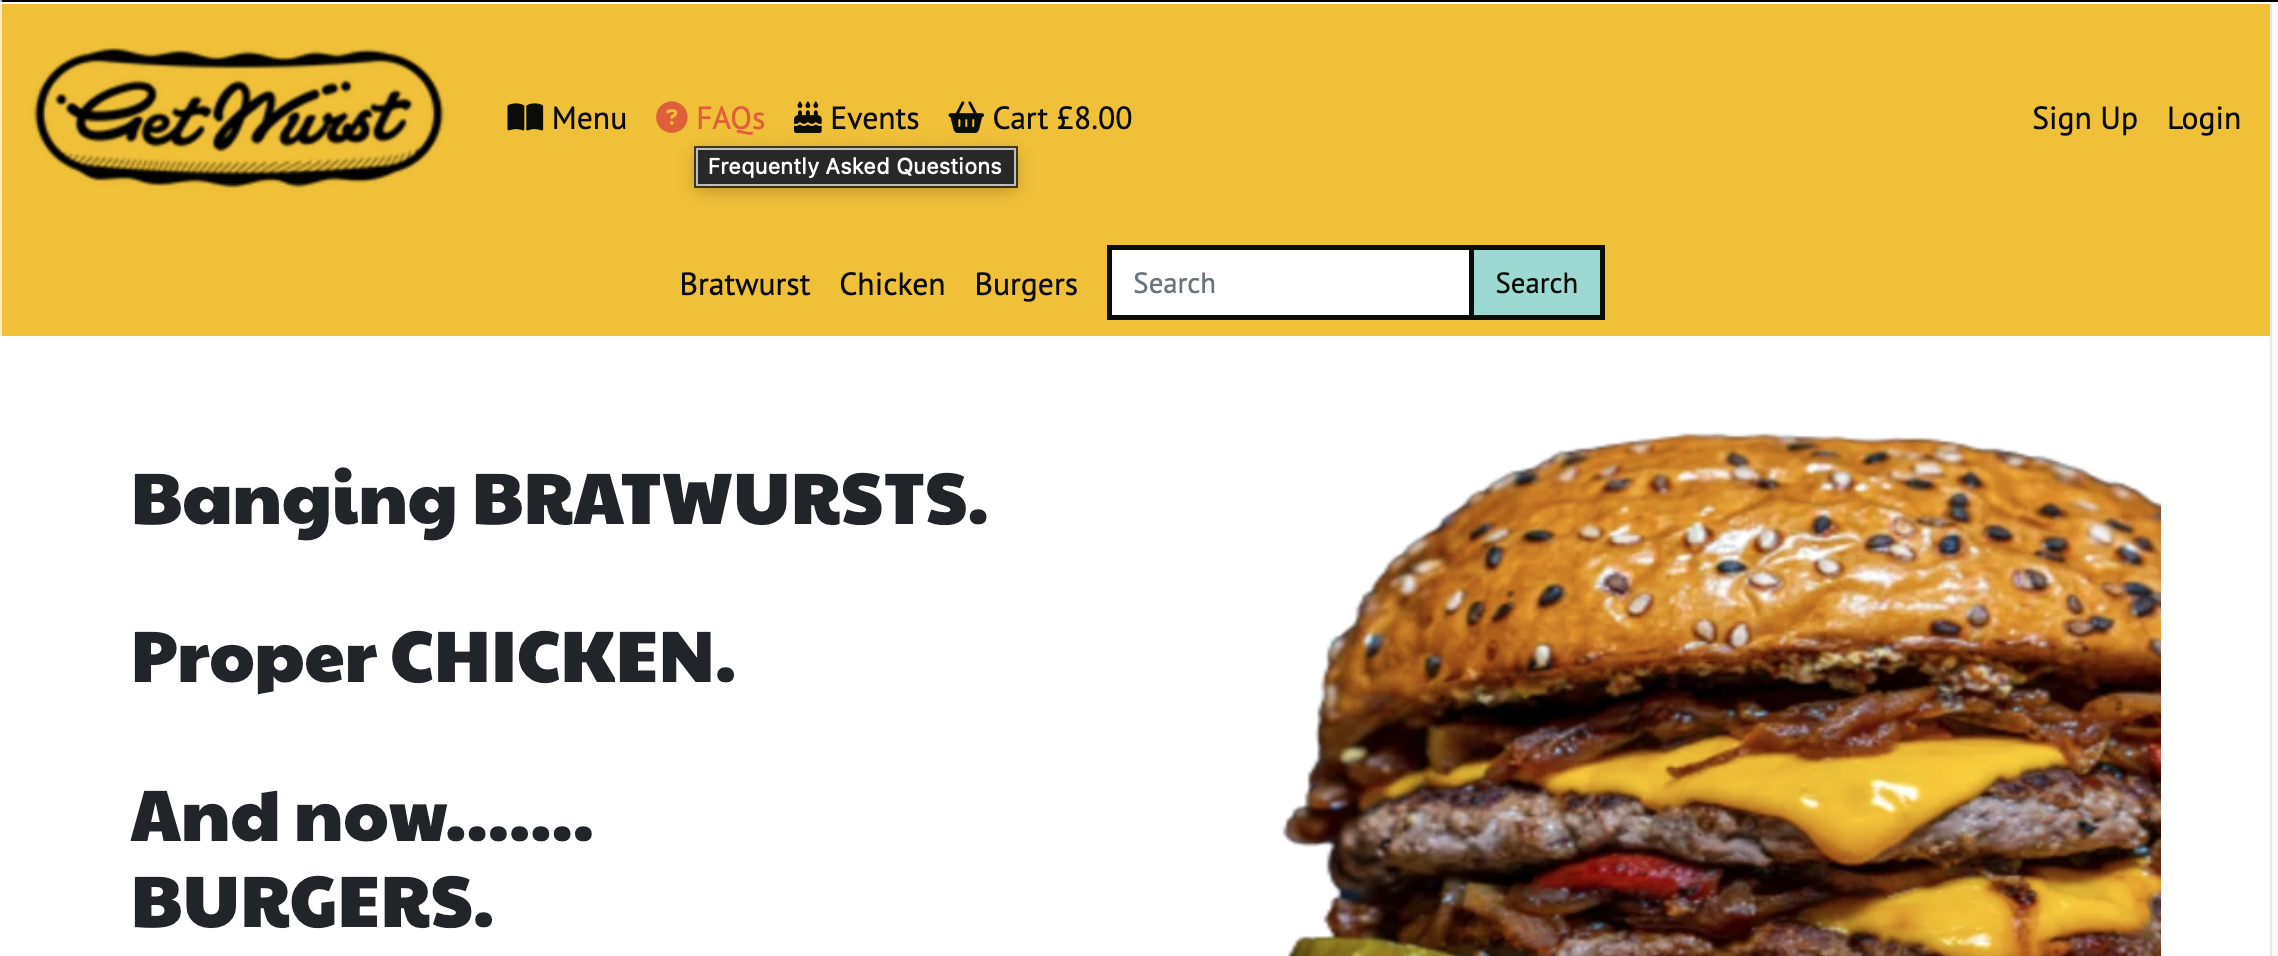 Get Würst
Menu FAQs Events Cart £8.00 Sign Up Login
Frequently Asked Questions
Bratwurst Chicken Burgers Search Search
Banging BRATWURSTS.
Proper CHICKEN.
And now.......
BURGERS.